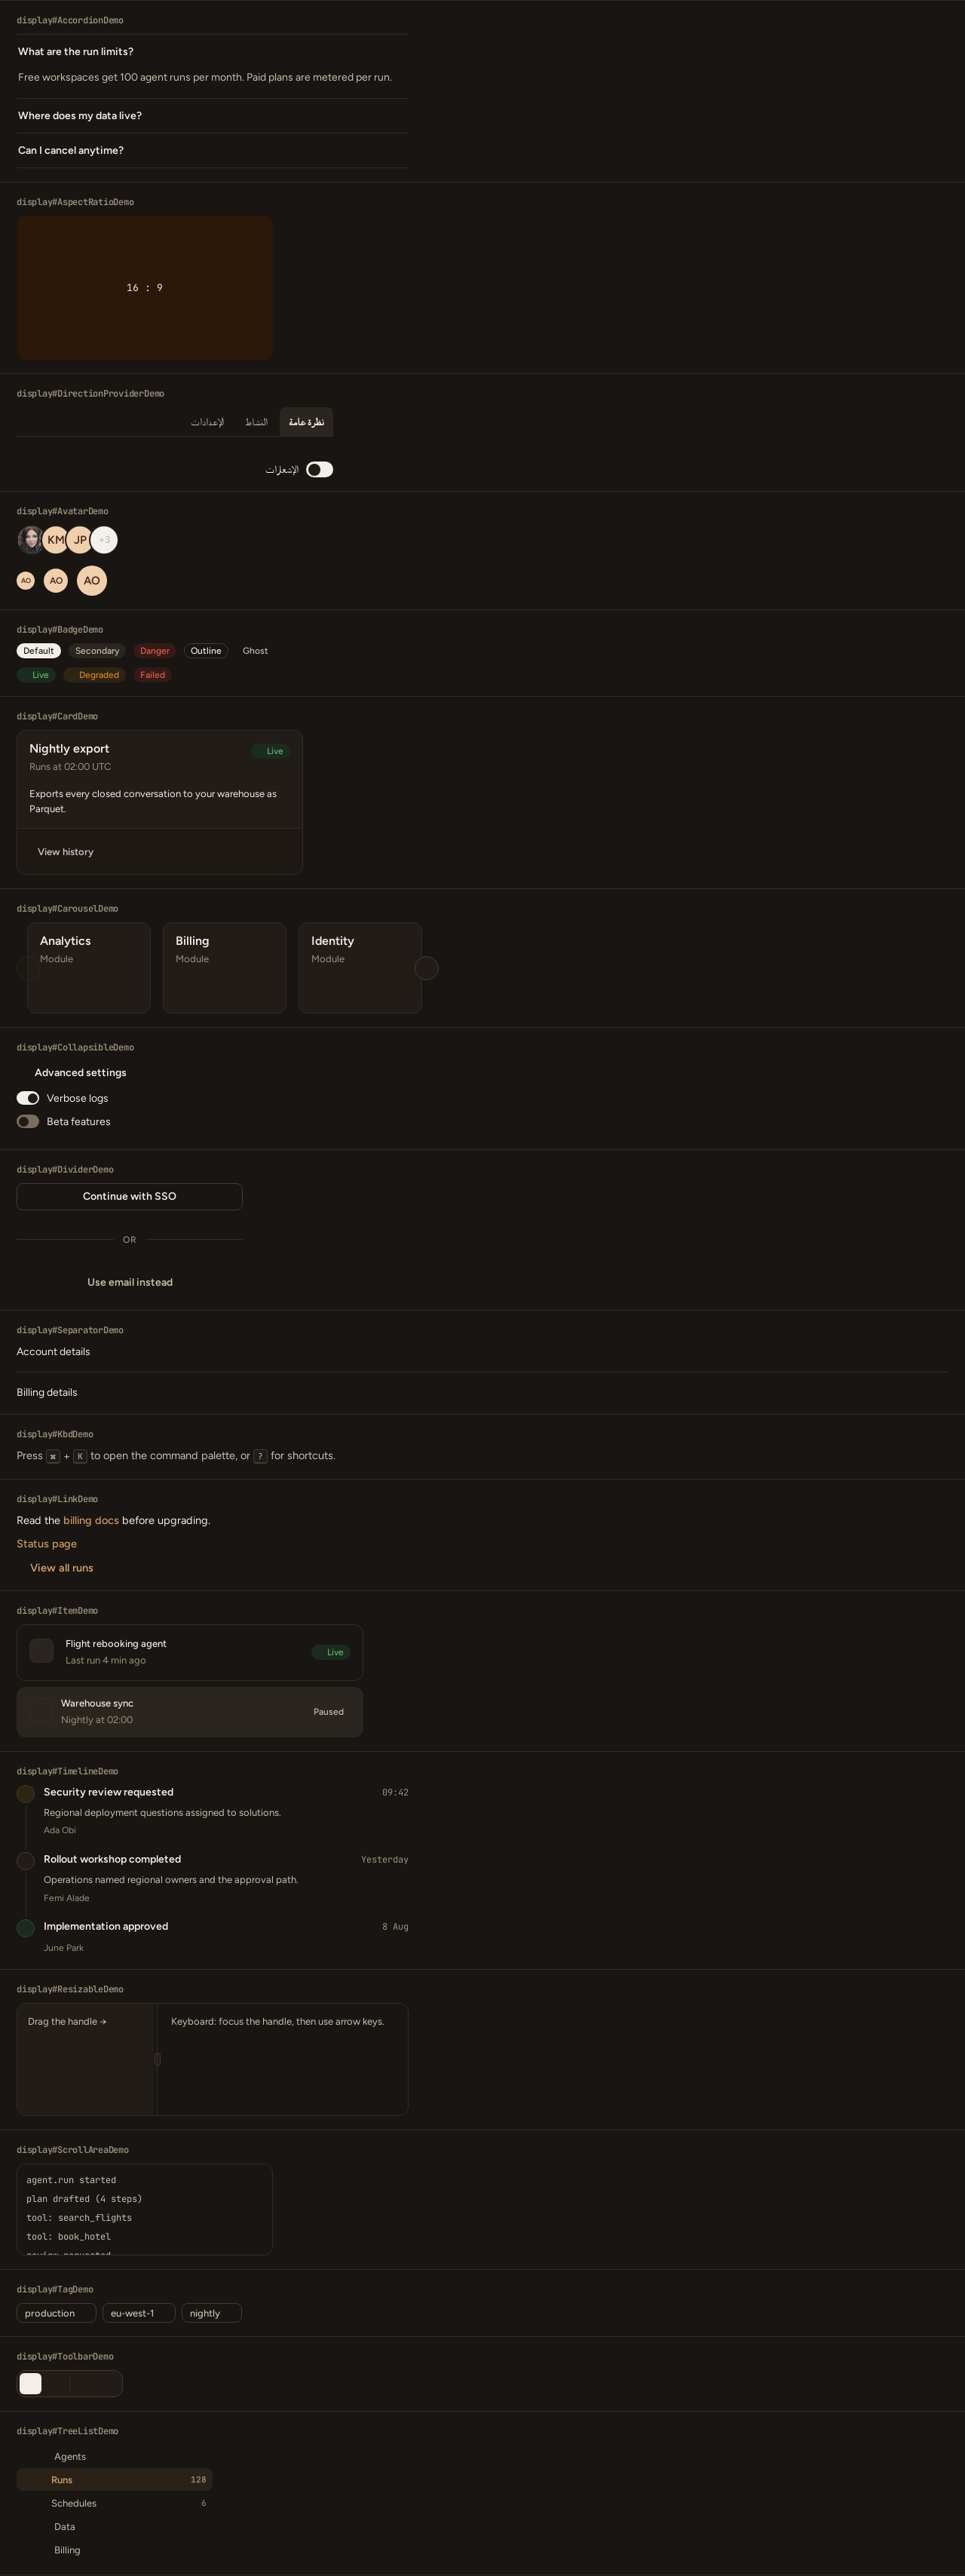 display#AccordionDemo
What are the run limits?
Free workspaces get 100 agent runs per month. Paid plans are metered per run.
Where does my data live?
Can I cancel anytime?
display#AspectRatioDemo
16 : 9
display#DirectionProviderDemo
نظرة عامة النشاط الإعدادات
الإشعارات
display#AvatarDemo
KM JP +3
AO AO AO
display#BadgeDemo
Default Secondary Danger Outline Ghost
Live Degraded Failed
display#CardDemo
Nightly export Live
Runs at 02:00 UTC
Exports every closed conversation to your warehouse as
Parquet.
View history
display#CarouselDemo
Analytics Billing Identity
Module Module Module
display#CollapsibleDemo
Advanced settings
Verbose logs
Beta features
display#DividerDemo
Continue with SSO
OR
Use email instead
display#SeparatorDemo
Account details
Billing details
display#KbdDemo
Press ⌘ + K to open the command palette, or ? for shortcuts.
display#LinkDemo
Read the billing docs before upgrading.
Status page
View all runs
display#ItemDemo
Flight rebooking agent Live
Last run 4 min ago
Warehouse sync Paused
Nightly at 02:00
display#TimelineDemo
Security review requested 09:42
Regional deployment questions assigned to solutions.
Ada Obi
Rollout workshop completed Yesterday
Operations named regional owners and the approval path.
Femi Alade
Implementation approved 8 Aug
June Park
display#ResizableDemo
Drag the handle → Keyboard: focus the handle, then use arrow keys.
display#ScrollAreaDemo
agent.run started
plan drafted (4 steps)
tool: search_flights
tool: book_hotel
display#TagDemo
production eu-west-1 nightly
display#ToolbarDemo
display#TreeListDemo
Agents
Runs 128
Schedules 6
Data
Billing